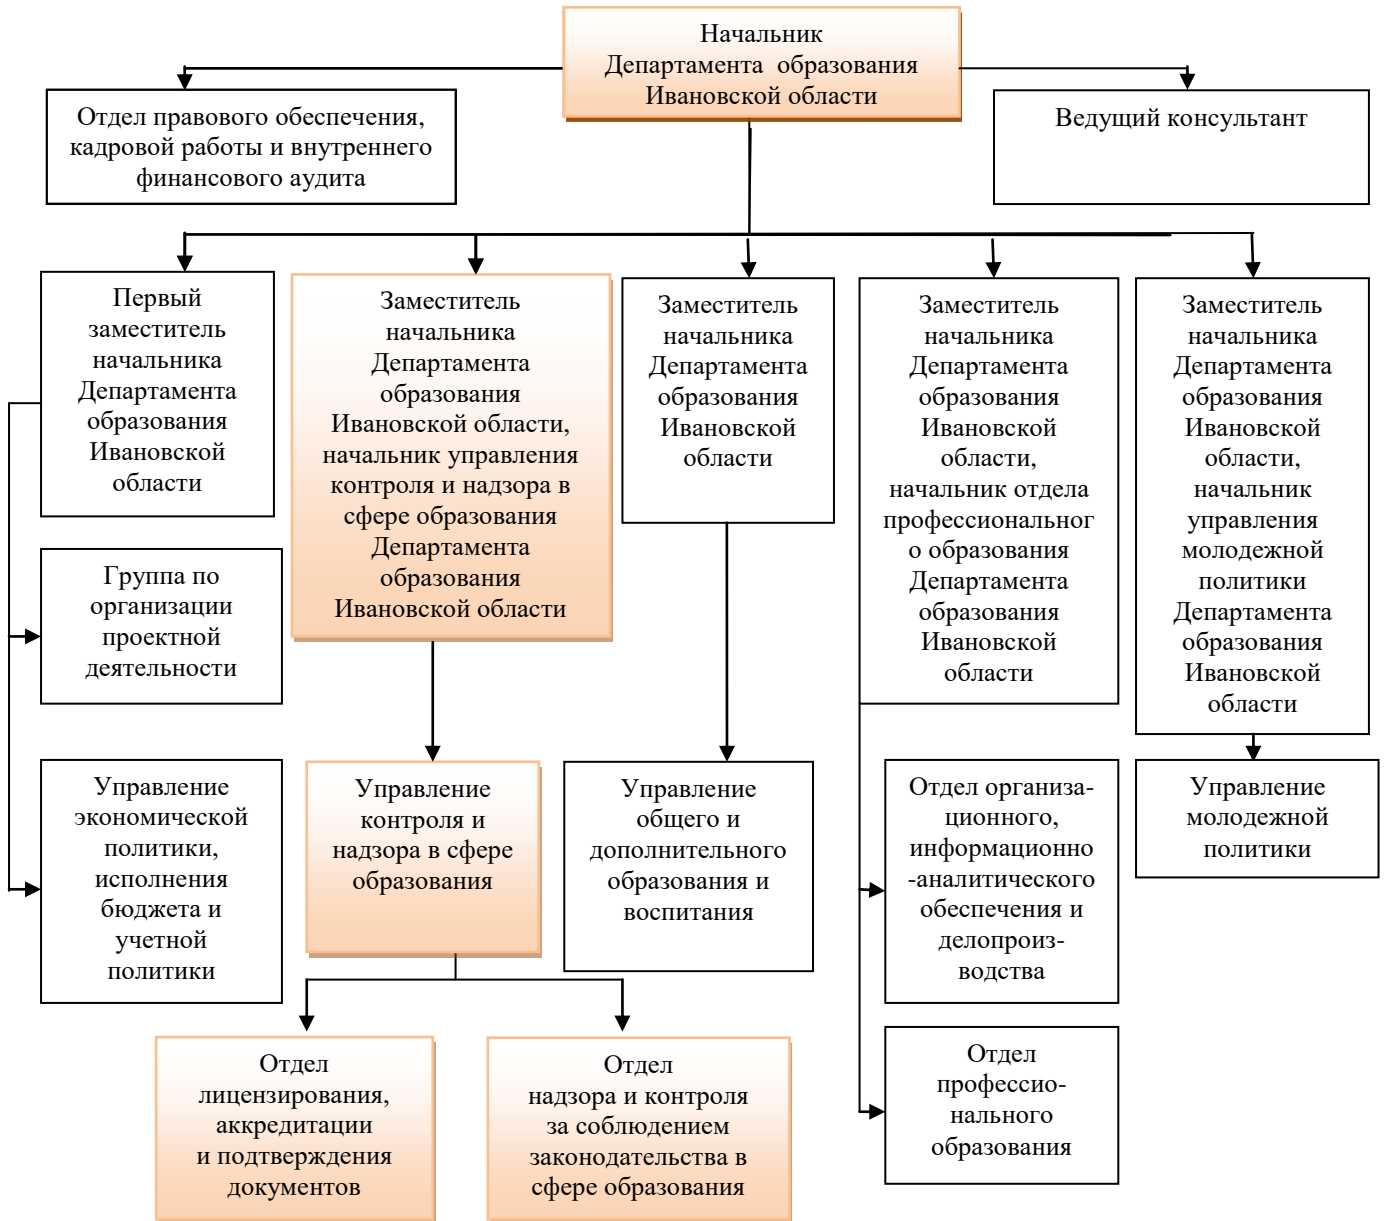 Начальник
Департамента образования
Ивановской области
Отдел правового обеспечения,
кадровой работы и внутреннего
финансового аудита
Ведущий консультант
Первый
заместитель
начальника
Департамента
образования
Ивановской
области
Заместитель
начальника
Департамента
образования
Ивановской области,
начальник управления
контроля и надзора в
сфере образования
Департамента
образования
Ивановской области
Заместитель
начальника
Департамента
образования
Ивановской
области
Заместитель
начальника
Департамента
образования
Ивановской
области,
начальник отдела
профессиональног
о образования
Департамента
образования
Ивановской
области
Заместитель
начальника
Департамента
образования
Ивановской
области,
начальник
управления
молодежной
политики
Департамента
образования
Ивановской
области
Группа по
организации
проектной
деятельности
Управление
экономической
политики,
исполнения
бюджета и
учетной
политики
Управление
контроля и
надзора в сфере
образования
Управление
общего и
дополнительного
образования и
воспитания
Отдел организа-
ционного,
информационно
-аналитического
обеспечения и
делопроиз-
водства
Управление
молодежной
политики
Отдел
лицензирования,
аккредитации
и подтверждения
документов
Отдел
надзора и контроля
за соблюдением
законодательства в
сфере образования
Отдел
профессио-
нального
образования